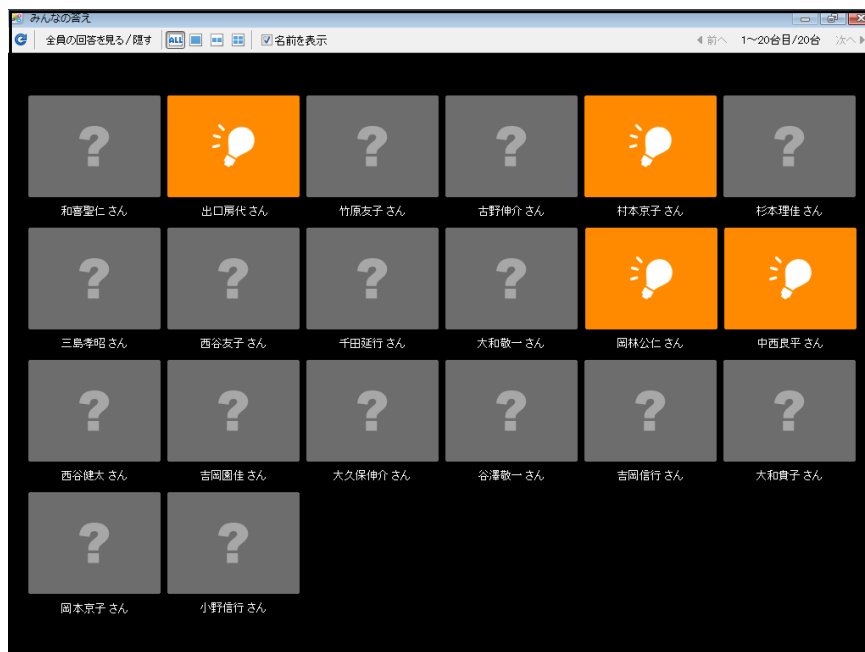 みんなの答え
全員の回答を見る/隠す ALL 名前を表示 前へ 1～20台目/20台 次へ
和喜聖仁 さん 出口房代 さん 竹原友子 さん 古野伸介 さん 村本京子 さん 杉本理佳 さん
三島孝昭 さん 西谷友子 さん 千田延行 さん 大和敬一 さん 岡林公仁 さん 中西良平 さん
西谷健太 さん 吉岡園佳 さん 大久保伸介 さん 谷澤敬一 さん 吉岡信行 さん 大和貴子 さん
岡本京子 さん 小野信行 さん